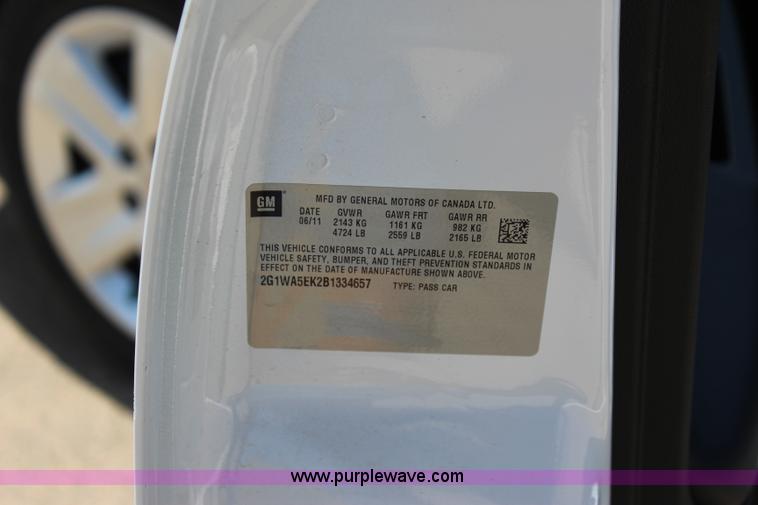 GM
MFD BY GENERAL MOTORS OF CANADA LTD.
DATE GVWR GAWR FRT GAWR RR
06/11 2143 KG 1161 KG 982 KG
4724 LB 2559 LB 2165 LB
THIS VEHICLE CONFORMS TO ALL APPLICABLE U.S. FEDERAL MOTOR
VEHICLE SAFETY, BUMPER, AND THEFT PREVENTION STANDARDS IN
EFFECT ON THE DATE OF MANUFACTURE SHOWN ABOVE.
2G1WA5EK2B1334657 TYPE: PASS CAR
www.purplewave.com